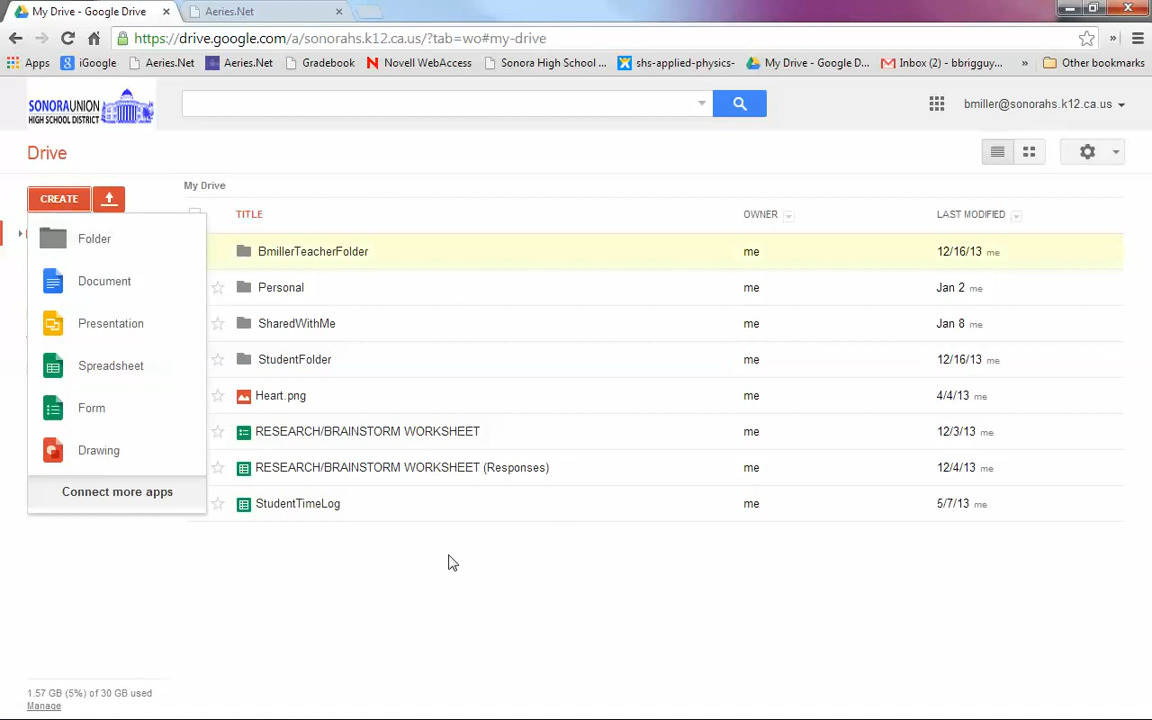 My Drive - Google Drive
Aeries.Net
https://drive.google.com/a/sonorahs.k12.ca.us/?tab=wo#my-drive
Apps iGoogle Aeries.Net Aeries.Net Gradebook Novell WebAccess Sonora High School ... shs-applied-physics- My Drive - Google D... Inbox (2) - bbrigguy... » Other bookmarks
SONORAUNION
HIGH SCHOOL DISTRICT
bmiller@sonorahs.k12.ca.us
Drive
My Drive
CREATE
TITLE OWNER LAST MODIFIED
Folder
Document
Presentation
Spreadsheet
Form
Drawing
Connect more apps
BmillerTeacherFolder me 12/16/13 me
Personal me Jan 2 me
SharedWithMe me Jan 8 me
StudentFolder me 12/16/13 me
Heart.png me 4/4/13 me
RESEARCH/BRAINSTORM WORKSHEET me 12/3/13 me
RESEARCH/BRAINSTORM WORKSHEET (Responses) me 12/4/13 me
StudentTimeLog me 5/7/13 me
1.57 GB (5%) of 30 GB used
Manage